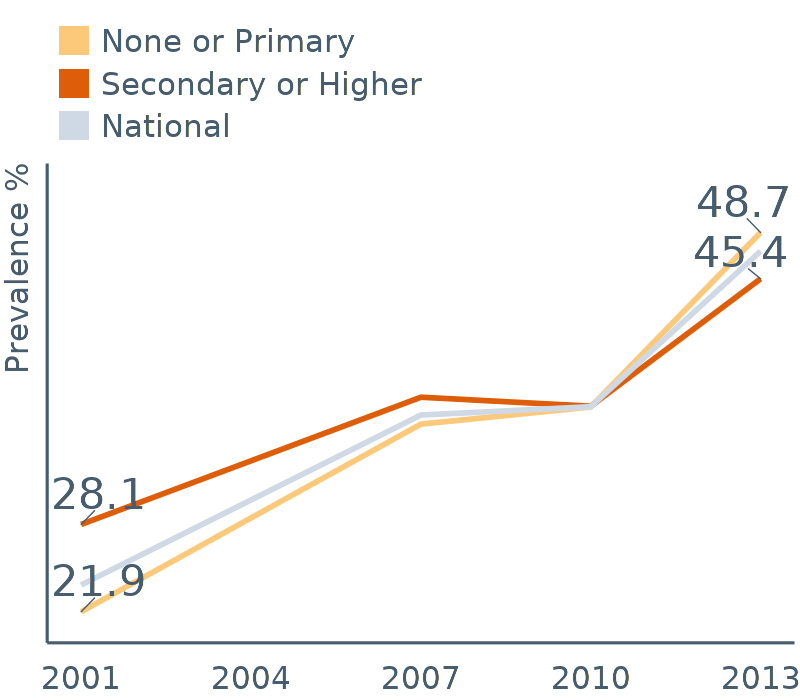 None or Primary
Secondary or Higher
National
Prevalence %
48.7
45.4
28.1
21.9
2001 2004 2007 2010 2013